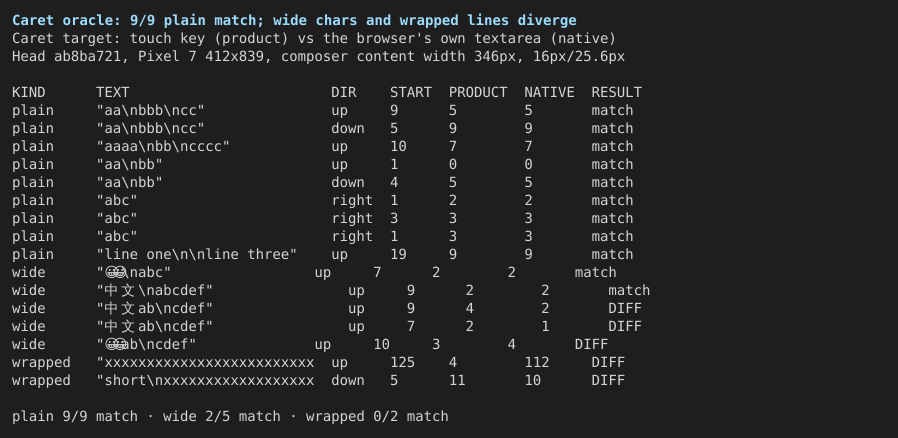 Caret oracle: 9/9 plain match; wide chars and wrapped lines diverge
Caret target: touch key (product) vs the browser's own textarea (native)
Head ab8ba721, Pixel 7 412x839, composer content width 346px, 16px/25.6px
KIND TEXT DIR START PRODUCT NATIVE RESULT
plain "aa\nbbb\ncc" up 9 5 5 match
plain "aa\nbbb\ncc" down 5 9 9 match
plain "aaaa\nbb\ncccc" up 10 7 7 match
plain "aa\nbb" up 1 0 0 match
plain "aa\nbb" down 4 5 5 match
plain "abc" right 1 2 2 match
plain "abc" right 3 3 3 match
plain "abc" right 1 3 3 match
plain "line one\n\nline three" up 19 9 9 match
wide "😀😀\nabc" up 7 2 2 match
wide "中文\nabcdef" up 9 2 2 match
wide "中文ab\ncdef" up 9 4 2 DIFF
wide "中文ab\ncdef" up 7 2 1 DIFF
wide "😀😀ab\ncdef" up 10 3 4 DIFF
wrapped "xxxxxxxxxxxxxxxxxxxxxxxxx up 125 4 112 DIFF
wrapped "short\nxxxxxxxxxxxxxxxxxx down 5 11 10 DIFF
plain 9/9 match · wide 2/5 match · wrapped 0/2 match